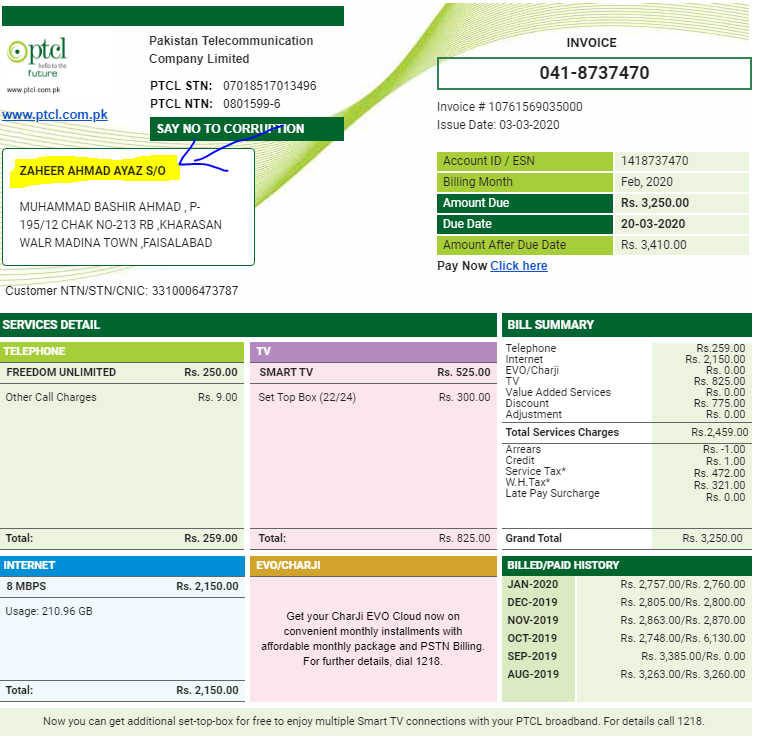 ptcl
hello to the
future
www.ptcl.com.pk
www.ptcl.com.pk
Pakistan Telecommunication
Company Limited
PTCL STN: 07018517013496
PTCL NTN: 0801599-6
SAY NO TO CORRUPTION
INVOICE
041-8737470
Invoice # 10761569035000
Issue Date: 03-03-2020
ZAHEER AHMAD AYAZ S/O
MUHAMMAD BASHIR AHMAD , P-
195/12 CHAK NO-213 RB ,KHARASAN
WALR MADINA TOWN ,FAISALABAD
Account ID / ESN 1418737470
Billing Month Feb, 2020
Amount Due Rs. 3,250.00
Due Date 20-03-2020
Amount After Due Date Rs. 3,410.00
Pay Now Click here
Customer NTN/STN/CNIC: 3310006473787
SERVICES DETAIL
TELEPHONE
FREEDOM UNLIMITED Rs. 250.00
Other Call Charges Rs. 9.00
Total: Rs. 259.00
TV
SMART TV Rs. 525.00
Set Top Box (22/24) Rs. 300.00
Total: Rs. 825.00
BILL SUMMARY
Telephone Rs.259.00
Internet Rs. 2,150.00
EVO/Charji Rs. 0.00
TV Rs. 825.00
Value Added Services Rs. 0.00
Discount Rs. 775.00
Adjustment Rs. 0.00
Total Services Charges Rs.2,459.00
Arrears Rs. -1.00
Credit Rs. 1.00
Service Tax* Rs. 472.00
W.H.Tax* Rs. 321.00
Late Pay Surcharge Rs. 0.00
Grand Total Rs. 3,250.00
INTERNET
8 MBPS Rs. 2,150.00
Usage: 210.96 GB
Total: Rs. 2,150.00
EVO/CHARJI
Get your CharJi EVO Cloud now on
convenient monthly installments with
affordable monthly package and PSTN Billing.
For further details, dial 1218.
BILLED/PAID HISTORY
JAN-2020 Rs. 2,757.00/Rs. 2,760.00
DEC-2019 Rs. 2,805.00/Rs. 2,800.00
NOV-2019 Rs. 2,863.00/Rs. 2,870.00
OCT-2019 Rs. 2,748.00/Rs. 6,130.00
SEP-2019 Rs. 3,385.00/Rs. 0.00
AUG-2019 Rs. 3,263.00/Rs. 3,260.00
Now you can get additional set-top-box for free to enjoy multiple Smart TV connections with your PTCL broadband. For details call 1218.